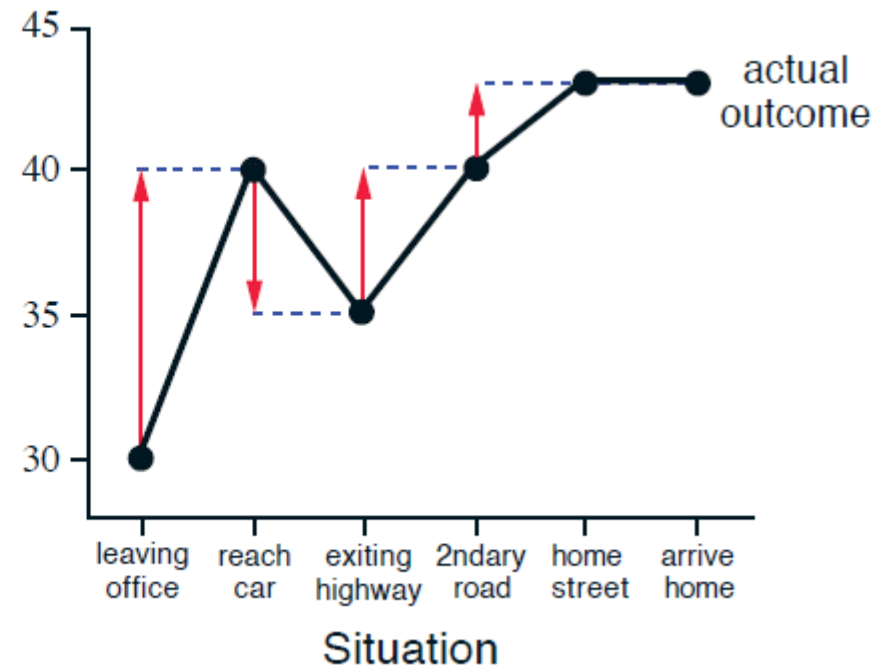 45
40
35
30
actual
outcome
leaving
office
reach
car
exiting
highway
2ndary
road
home
street
arrive
home
Situation